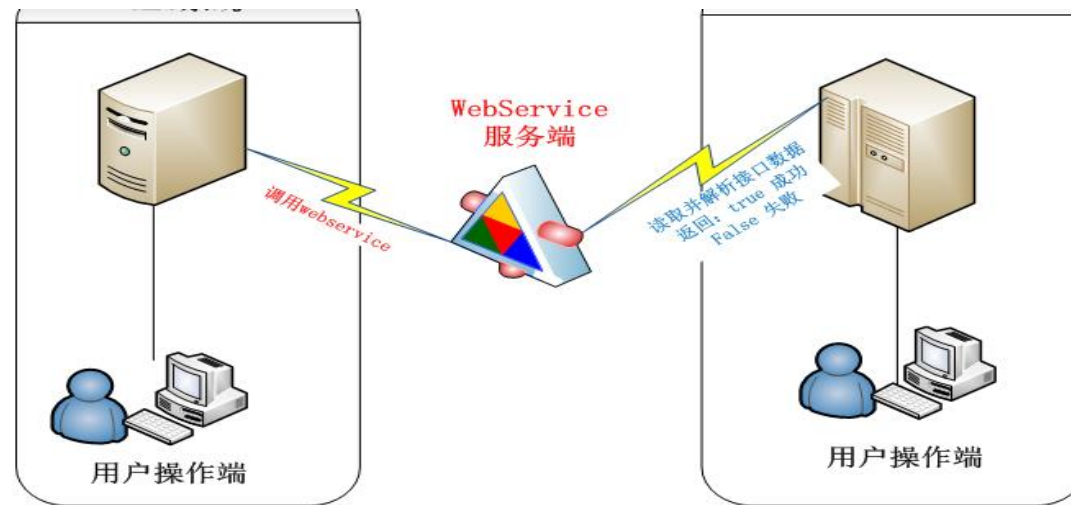 WebService
服务端
调用webservice
读取并解析接口数据
返回：true 成功
False 失败
用户操作端
用户操作端